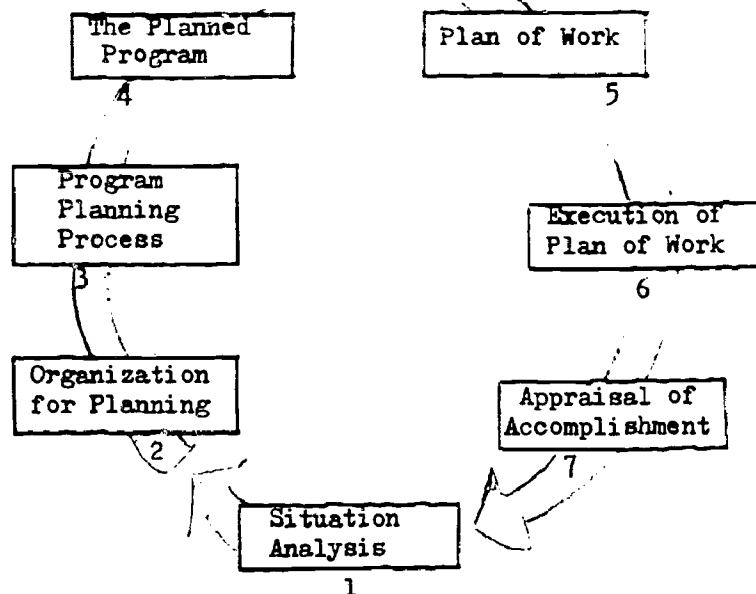 The Planned
Program
4
Plan of Work
5
Program
Planning
Process
3
Execution of
Plan of Work
6
Organization
for Planning
2
Appraisal of
Accomplishment
7
Situation
Analysis
1